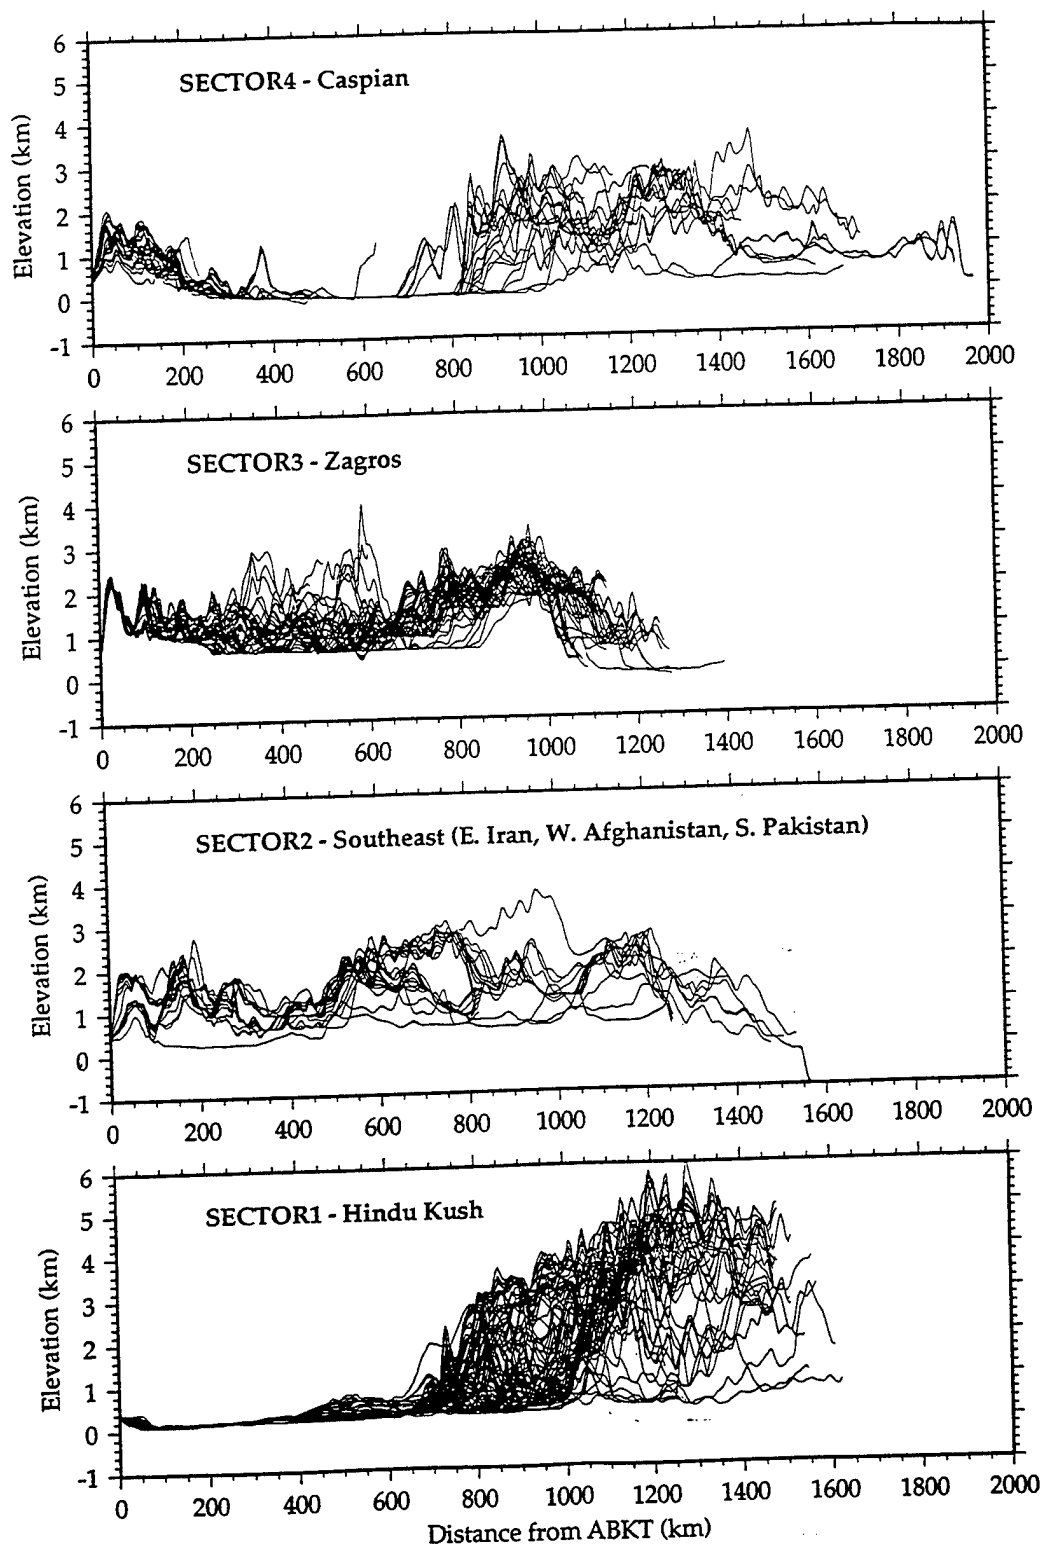 SECTOR4 - Caspian
Elevation (km)
6
5
4
3
2
1
0
-1
0 200 400 600 800 1000 1200 1400 1600 1800 2000
SECTOR3 - Zagros
Elevation (km)
6
5
4
3
2
1
0
-1
0 200 400 600 800 1000 1200 1400 1600 1800 2000
SECTOR2 - Southeast (E. Iran, W. Afghanistan, S. Pakistan)
Elevation (km)
6
5
4
3
2
1
0
-1
0 200 400 600 800 1000 1200 1400 1600 1800 2000
SECTOR1 - Hindu Kush
Elevation (km)
6
5
4
3
2
1
0
-1
0 200 400 600 800 1000 1200 1400 1600 1800 2000
Distance from ABKT (km)